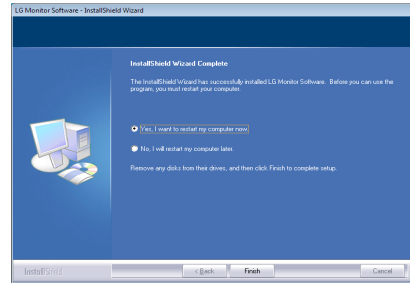 LG Monitor Software - InstallShield Wizard
InstallShield Wizard Complete
The InstallShield Wizard has successfully installed LG Monitor Software. Before you can use the
program, you must restart your computer.
Yes, I want to restart my computer now.
No, I will restart my computer later.
Remove any disks from their drives, and then click Finish to complete setup.
InstallShield
< Back Finish Cancel